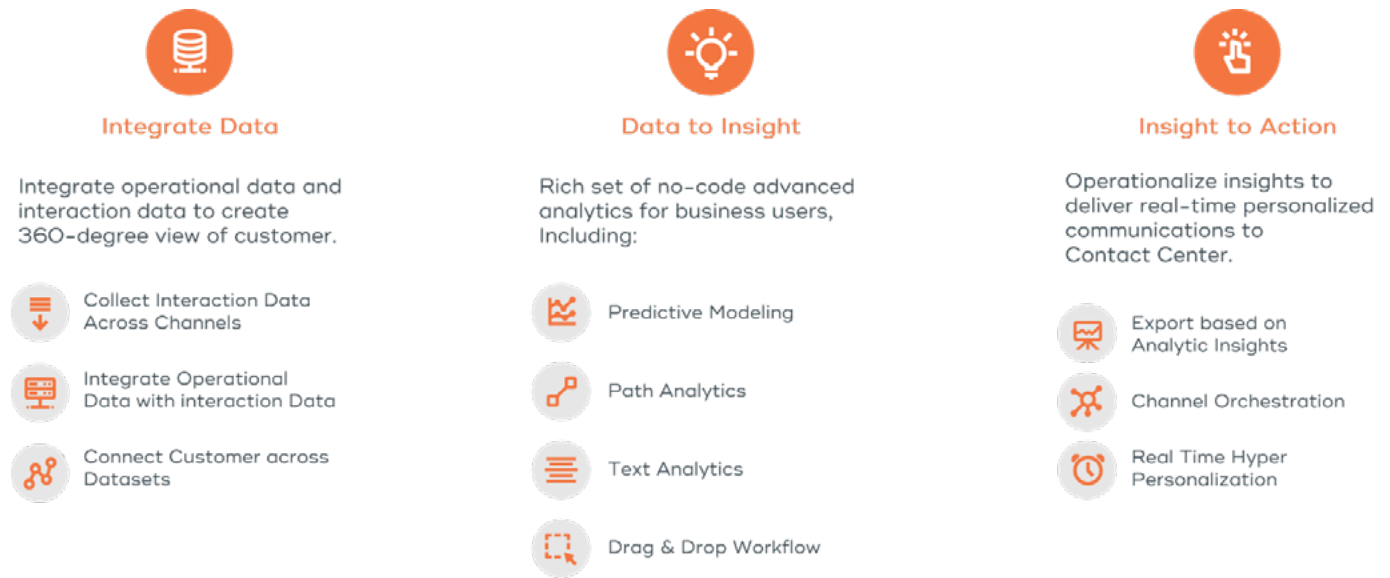 Integrate Data
Integrate operational data and
interaction data to create
360-degree view of customer.
Collect Interaction Data
Across Channels
Integrate Operational
Data with interaction Data
Connect Customer across
Datasets
Data to Insight
Rich set of no-code advanced
analytics for business users,
Including:
Predictive Modeling
Path Analytics
Text Analytics
Drag & Drop Workflow
Insight to Action
Operationalize insights to
deliver real-time personalized
communications to
Contact Center.
Export based on
Analytic Insights
Channel Orchestration
Real Time Hyper
Personalization